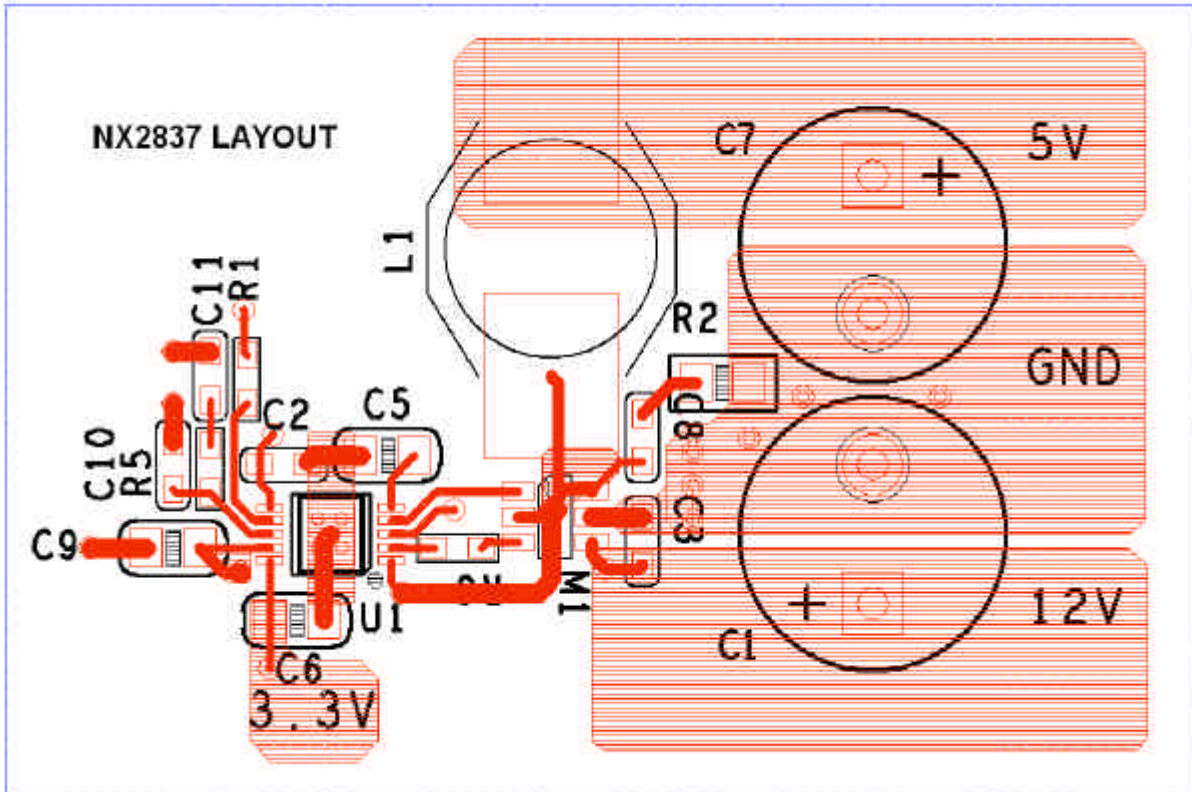 C7
5V
NX2837 LAYOUT
L1
C11
R1
R2
GND
C2
C5
C8
C10
R5
C9
C3
M1
U1
12V
C1
C6
3.3V